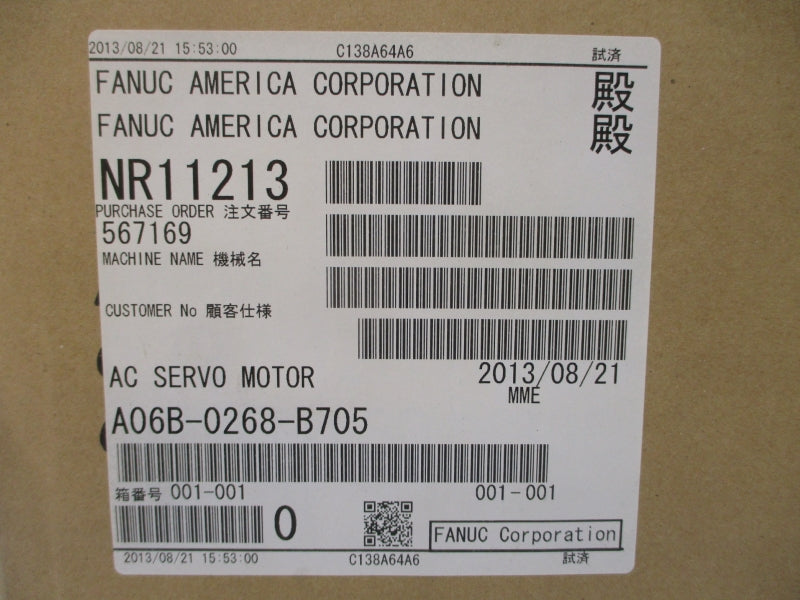 2013/08/21 15:53:00 C138A64A6 試済
FANUC AMERICA CORPORATION 殿
FANUC AMERICA CORPORATION 殿
NR11213
PURCHASE ORDER 注文番号
567169
MACHINE NAME 機械名
CUSTOMER No 顧客仕様
AC SERVO MOTOR 2013/08/21
MME
A06B-0268-B705
箱番号 001-001 001-001
0
FANUC Corporation
2013/08/21 15:53:00 C138A64A6 試済